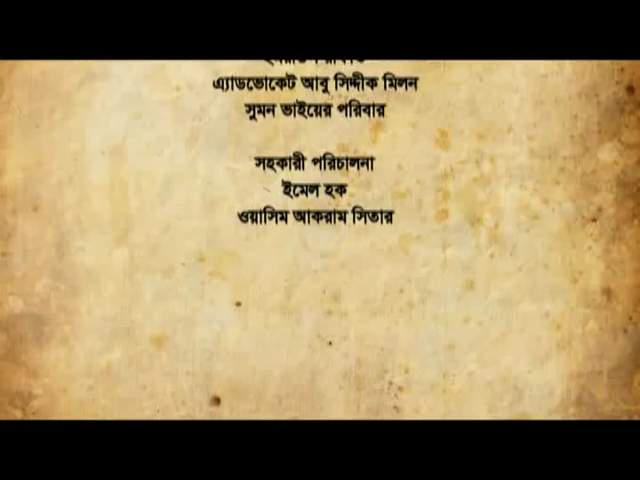 এ্যাডভোকেট আবু সিদ্দীক মিলন
সুমন ভাইয়ের পরিবার
সহকারী পরিচালনা
ইমেল হক
ওয়াসিম আকরাম সিতার